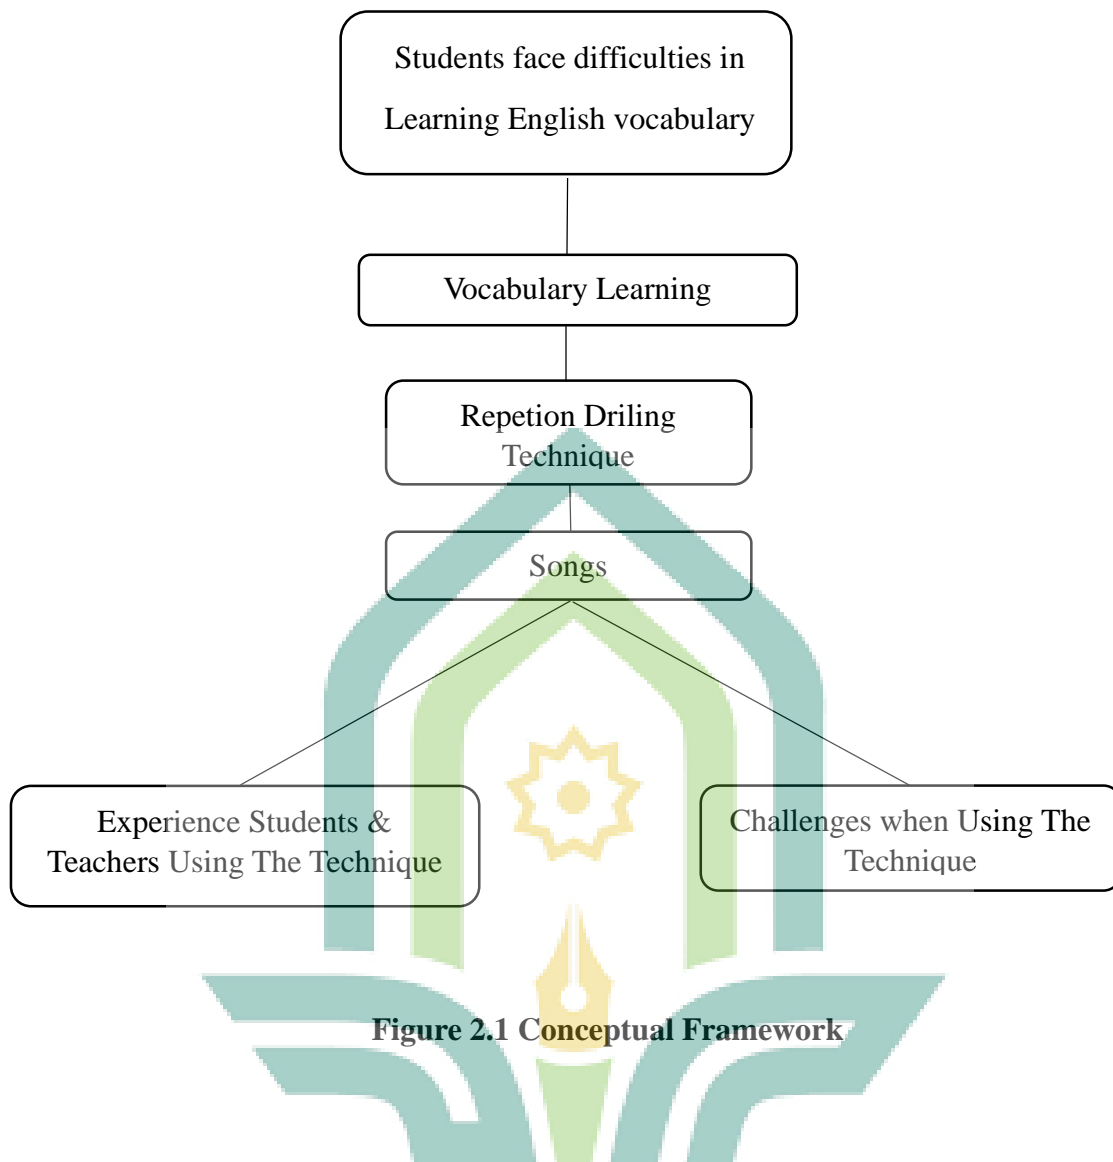 Students face difficulties in
Learning English vocabulary
Vocabulary Learning
Repetion Driling
Technique
Songs
Experience Students &
Teachers Using The Technique
Challenges when Using The
Technique
Figure 2.1 Conceptual Framework